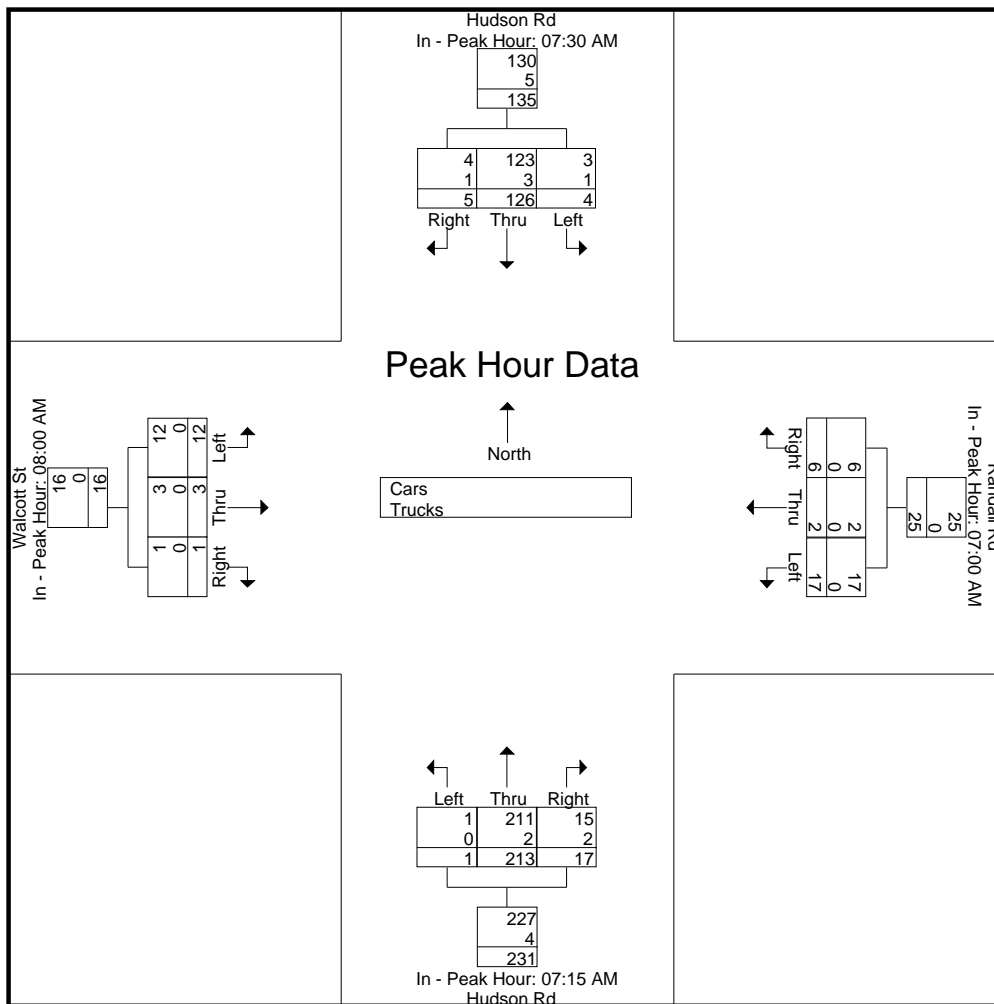 Hudson Rd
In - Peak Hour: 07:30 AM
130
5
135
4 123 3
1 3 1
5 126 4
Right Thru Left
Peak Hour Data
North
Cars
Trucks
Walcott St
In - Peak Hour: 08:00 AM
16 0 16
12 0 12
Left
3 0 3
Thru
1 0 1
Right
Right
6 0 6
Thru
2 0 2
Left
17 0 17
25 0 25
In - Peak Hour: 07:00 AM
Randall Rd
Left Thru Right
1 211 15
0 2 2
1 213 17
227
4
231
In - Peak Hour: 07:15 AM
Hudson Rd